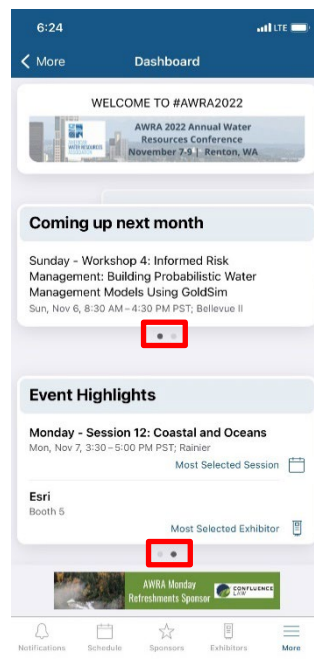 6:24
LTE
More
Dashboard
WELCOME TO #AWRA2022
AWRA 2022 Annual Water
Resources Conference
November 7-9 | Renton, WA
Coming up next month
Sunday - Workshop 4: Informed Risk
Management: Building Probabilistic Water
Management Models Using GoldSim
Sun, Nov 6, 8:30 AM – 4:30 PM PST; Bellevue II
Event Highlights
Monday - Session 12: Coastal and Oceans
Mon, Nov 7, 3:30 – 5:00 PM PST; Rainier
Most Selected Session
Esri
Booth 5
Most Selected Exhibitor
AWRA Monday
Refreshments Sponsor
CONFLUENCE
LAW
Notifications
Schedule
Sponsors
Exhibitors
More